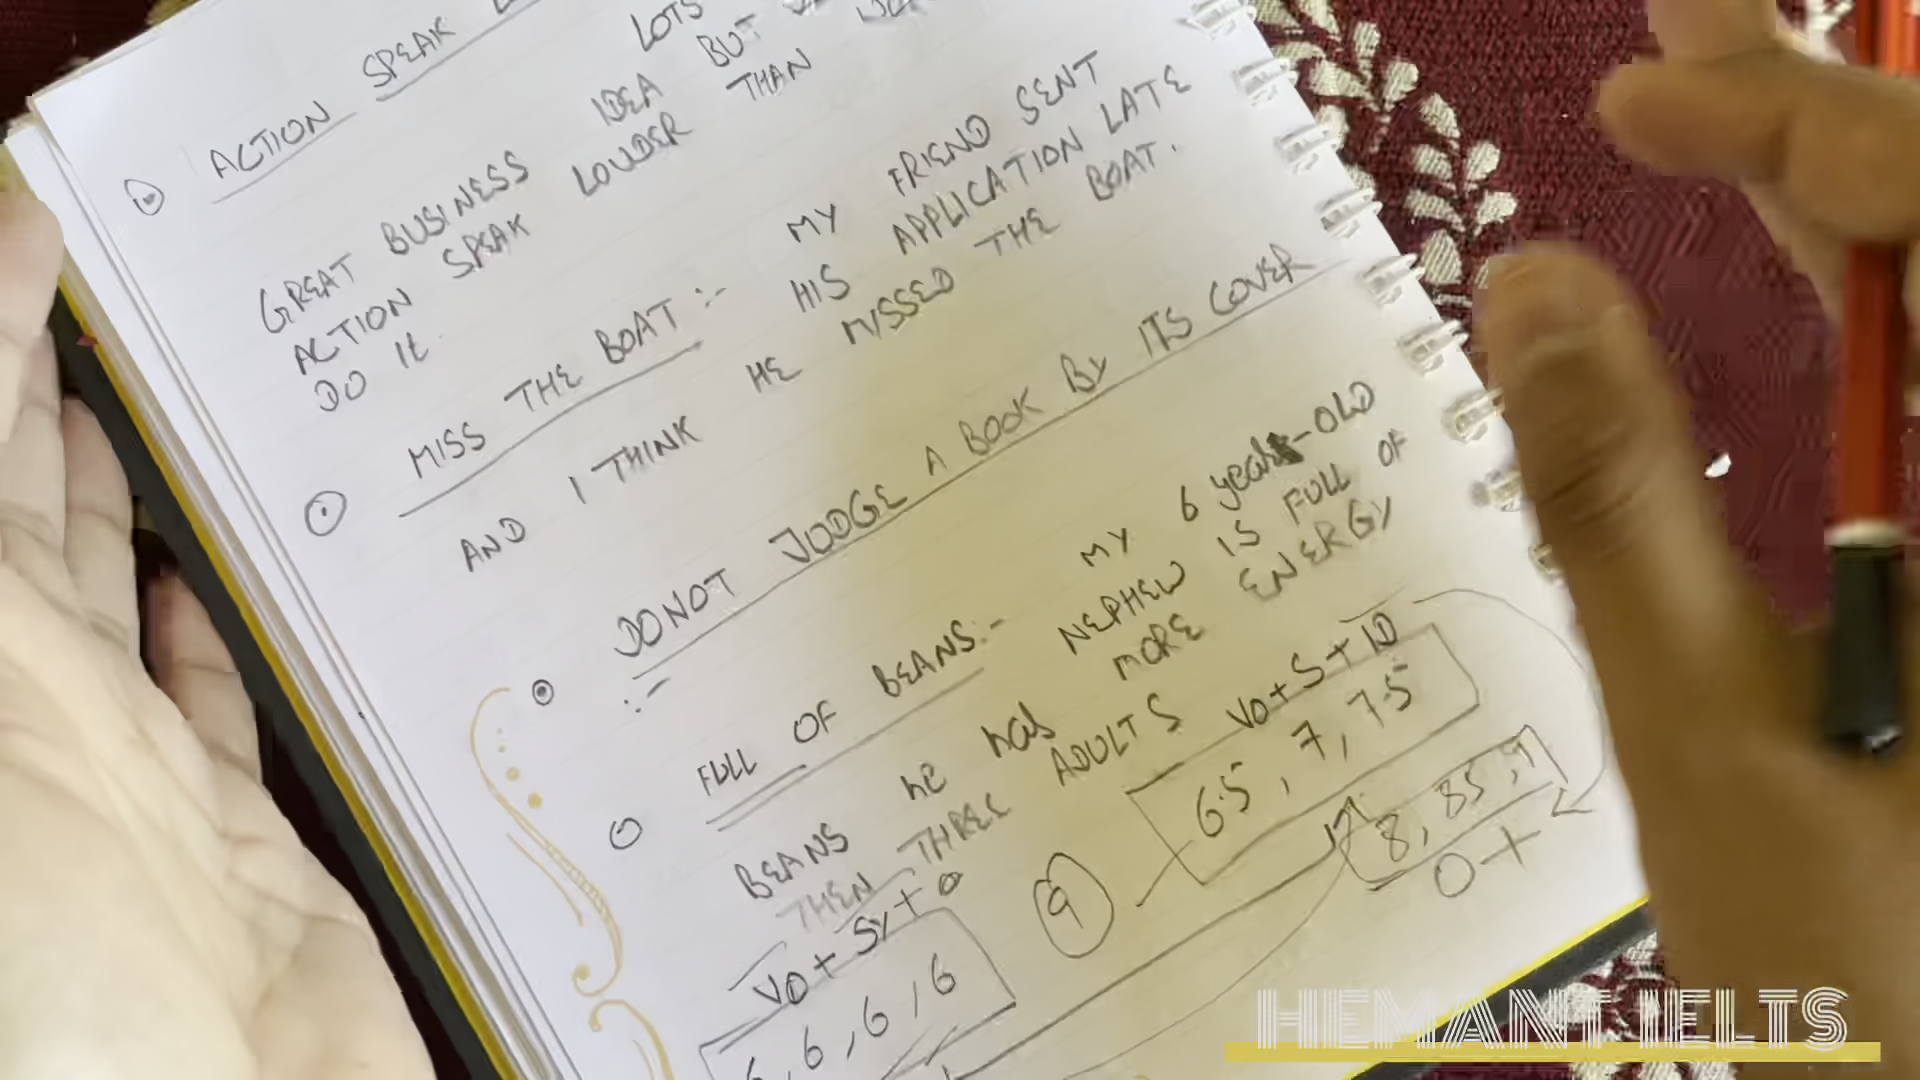 ACTION SPEAK
LOTS
GREAT BUSINESS IDEA BUT
ACTION SPEAK LOUDER THAN
DO It.
MISS THE BOAT :- MY FRIEND SENT
HIS APPLICATION LATE
AND I THINK HE MISSED THE BOAT.
DONOT JUDGE A BOOK BY ITS COVER
:-
FULL OF BEANS:- MY 6 year-OLD
NEPHEW IS FULL OF
BEANS he has MORE ENERGY
THEN THREE ADULTS
VO + S + ID
VO + SY +
6.5, 7, 7.5
8, 8.5, 9
9
6, 6, 6
HEMANT IELTS